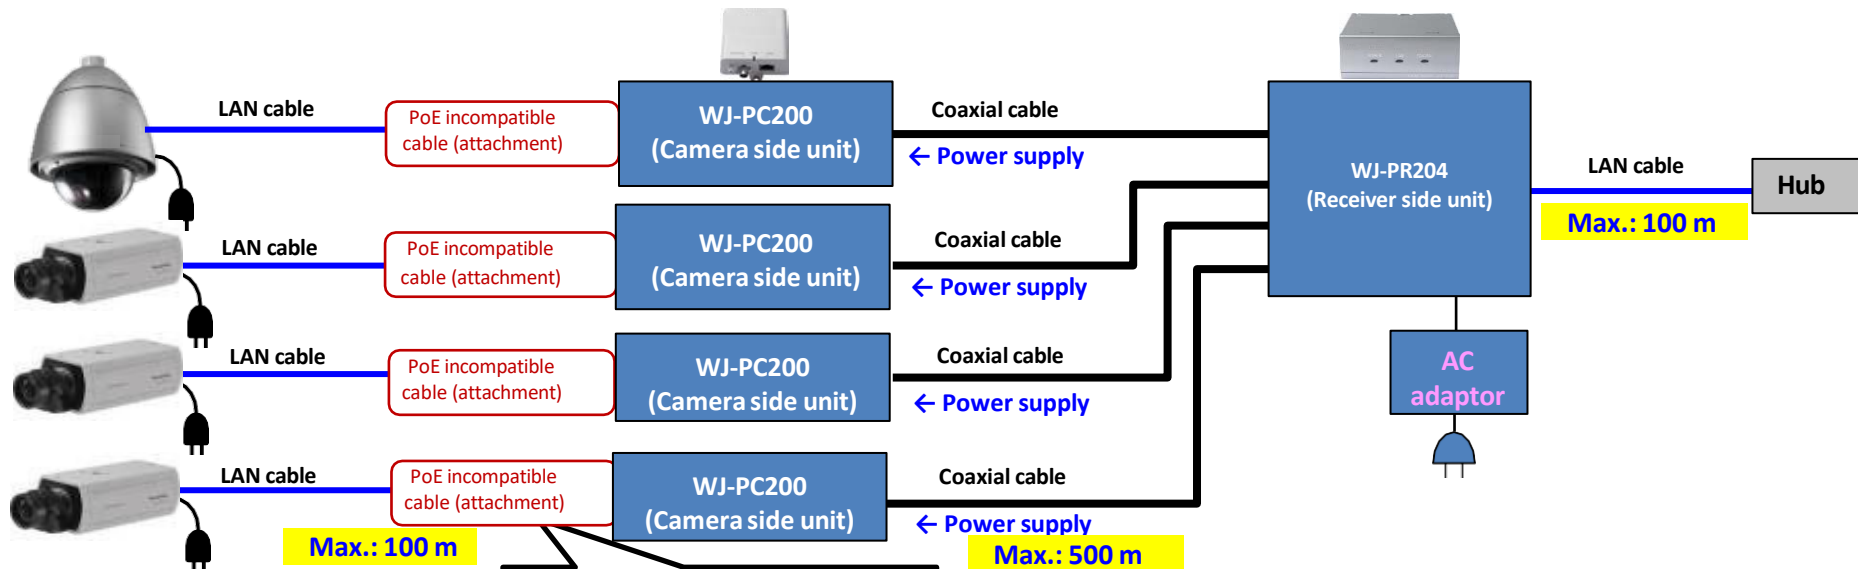 LAN cable
PoE incompatible
cable (attachment)
WJ-PC200
(Camera side unit)
Coaxial cable
← Power supply
WJ-PR204
(Receiver side unit)
LAN cable
Max.: 100 m
Hub
LAN cable
PoE incompatible
cable (attachment)
WJ-PC200
(Camera side unit)
Coaxial cable
← Power supply
LAN cable
PoE incompatible
cable (attachment)
WJ-PC200
(Camera side unit)
Coaxial cable
← Power supply
AC
adaptor
LAN cable
PoE incompatible
cable (attachment)
WJ-PC200
(Camera side unit)
Coaxial cable
← Power supply
Max.: 100 m
Max.: 500 m